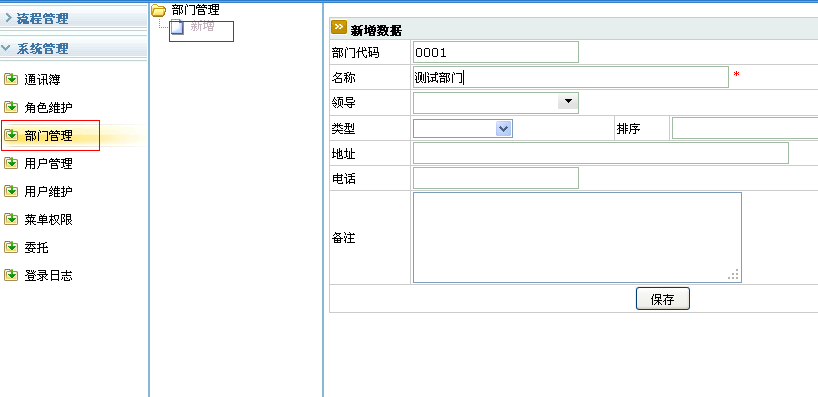 流程管理
系统管理
通讯簿
角色维护
部门管理
用户管理
用户维护
菜单权限
委托
登录日志
部门管理
新增
新增数据
部门代码 0001
名称 测试部门 *
领导
类型 排序
地址
电话
备注
保存